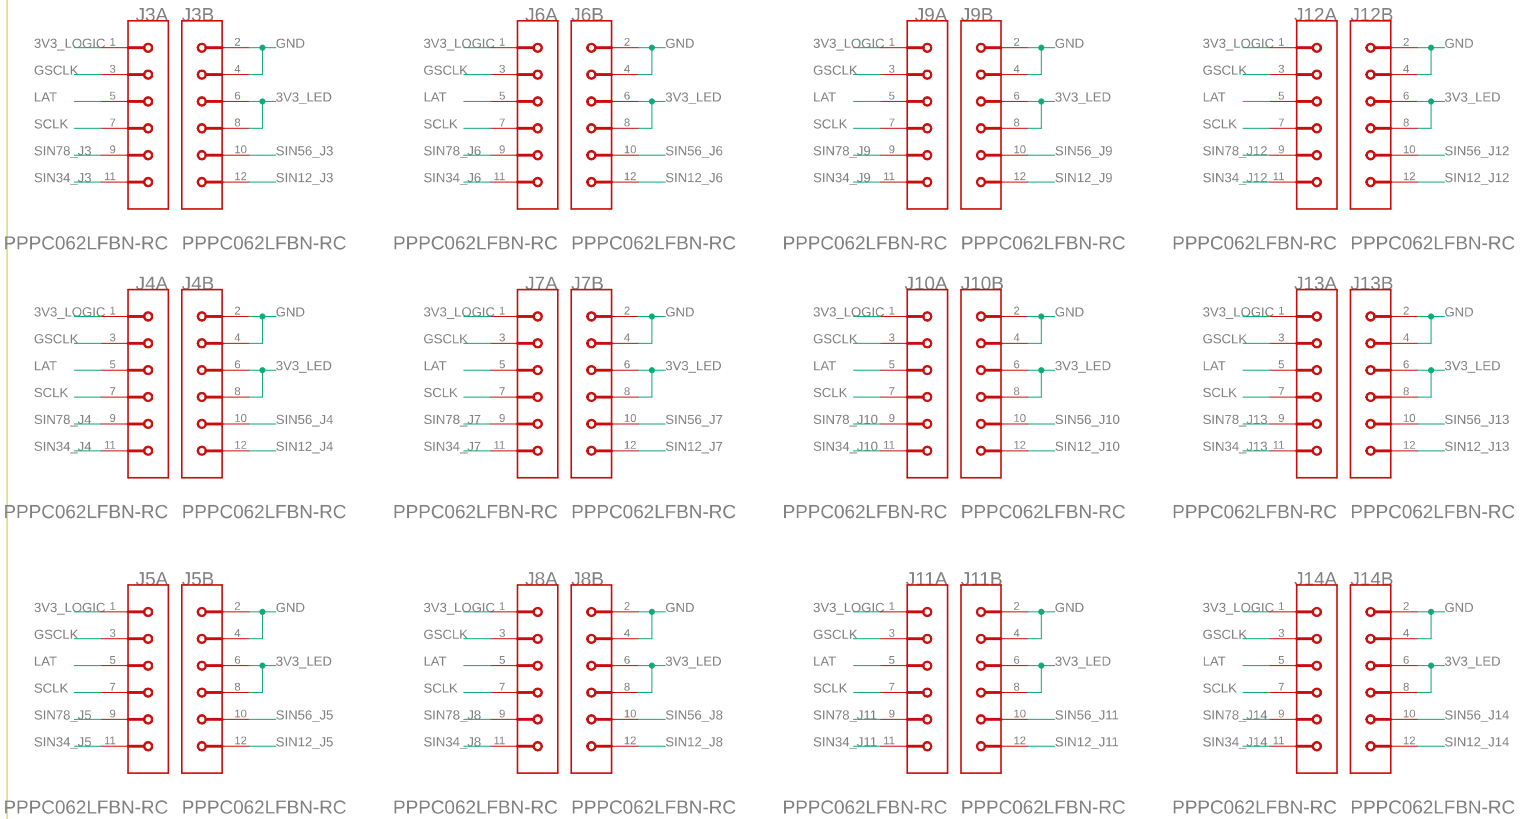 J3A J3B J6A J6B J9A J9B J12A J12B
3V3_LOGIC 1 2 GND 3V3_LOGIC 1 2 GND 3V3_LOGIC 1 2 GND 3V3_LOGIC 1 2 GND
GSCLK 3 4 GSCLK 3 4 GSCLK 3 4 GSCLK 3 4
LAT 5 6 3V3_LED LAT 5 6 3V3_LED LAT 5 6 3V3_LED LAT 5 6 3V3_LED
SCLK 7 8 SCLK 7 8 SCLK 7 8 SCLK 7 8
SIN78_J3 9 10 SIN56_J3 SIN78_J6 9 10 SIN56_J6 SIN78_J9 9 10 SIN56_J9 SIN78_J12 9 10 SIN56_J12
SIN34_J3 11 12 SIN12_J3 SIN34_J6 11 12 SIN12_J6 SIN34_J9 11 12 SIN12_J9 SIN34_J12 11 12 SIN12_J12
PPPC062LFBN-RC PPPC062LFBN-RC PPPC062LFBN-RC PPPC062LFBN-RC PPPC062LFBN-RC PPPC062LFBN-RC PPPC062LFBN-RC PPPC062LFBN-RC
J4A J4B J7A J7B J10A J10B J13A J13B
3V3_LOGIC 1 2 GND 3V3_LOGIC 1 2 GND 3V3_LOGIC 1 2 GND 3V3_LOGIC 1 2 GND
GSCLK 3 4 GSCLK 3 4 GSCLK 3 4 GSCLK 3 4
LAT 5 6 3V3_LED LAT 5 6 3V3_LED LAT 5 6 3V3_LED LAT 5 6 3V3_LED
SCLK 7 8 SCLK 7 8 SCLK 7 8 SCLK 7 8
SIN78_J4 9 10 SIN56_J4 SIN78_J7 9 10 SIN56_J7 SIN78_J10 9 10 SIN56_J10 SIN78_J13 9 10 SIN56_J13
SIN34_J4 11 12 SIN12_J4 SIN34_J7 11 12 SIN12_J7 SIN34_J10 11 12 SIN12_J10 SIN34_J13 11 12 SIN12_J13
PPPC062LFBN-RC PPPC062LFBN-RC PPPC062LFBN-RC PPPC062LFBN-RC PPPC062LFBN-RC PPPC062LFBN-RC PPPC062LFBN-RC PPPC062LFBN-RC
J5A J5B J8A J8B J11A J11B J14A J14B
3V3_LOGIC 1 2 GND 3V3_LOGIC 1 2 GND 3V3_LOGIC 1 2 GND 3V3_LOGIC 1 2 GND
GSCLK 3 4 GSCLK 3 4 GSCLK 3 4 GSCLK 3 4
LAT 5 6 3V3_LED LAT 5 6 3V3_LED LAT 5 6 3V3_LED LAT 5 6 3V3_LED
SCLK 7 8 SCLK 7 8 SCLK 7 8 SCLK 7 8
SIN78_J5 9 10 SIN56_J5 SIN78_J8 9 10 SIN56_J8 SIN78_J11 9 10 SIN56_J11 SIN78_J14 9 10 SIN56_J14
SIN34_J5 11 12 SIN12_J5 SIN34_J8 11 12 SIN12_J8 SIN34_J11 11 12 SIN12_J11 SIN34_J14 11 12 SIN12_J14
PPPC062LFBN-RC PPPC062LFBN-RC PPPC062LFBN-RC PPPC062LFBN-RC PPPC062LFBN-RC PPPC062LFBN-RC PPPC062LFBN-RC PPPC062LFBN-RC